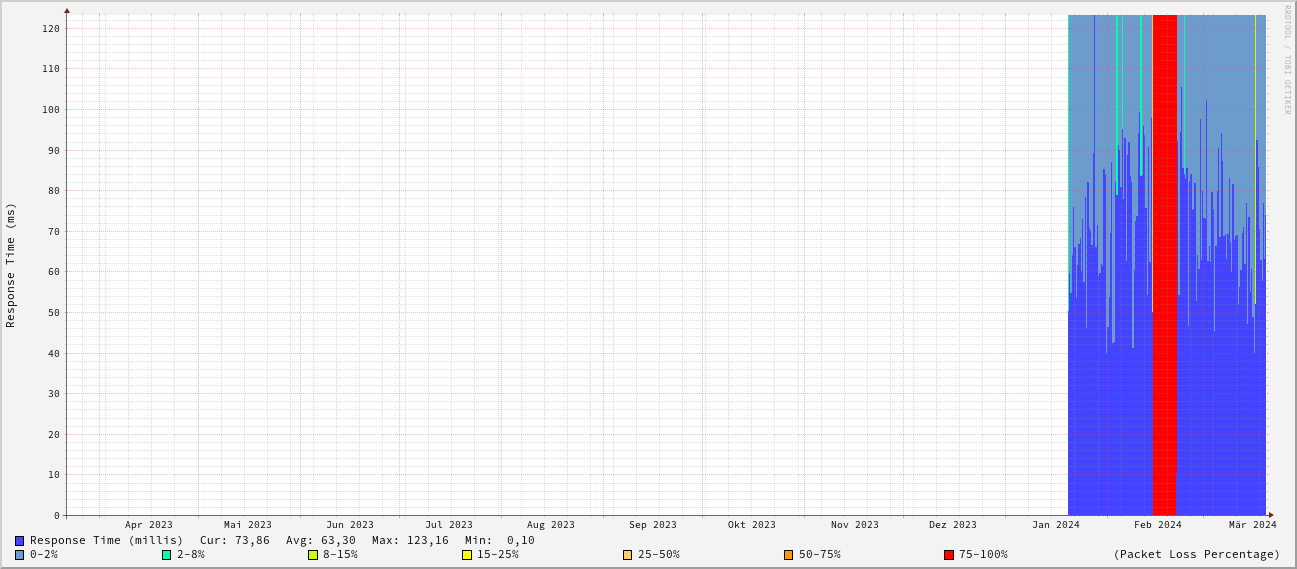 RRDTOOL / TOBI OETIKER
Response Time (ms)
120
110
100
90
80
70
60
50
40
30
20
10
0
Apr 2023 Mai 2023 Jun 2023 Jul 2023 Aug 2023 Sep 2023 Okt 2023 Nov 2023 Dez 2023 Jan 2024 Feb 2024 Mär 2024
Response Time (millis) Cur: 73,86 Avg: 63,30 Max: 123,16 Min: 0,10
0-2% 2-8% 8-15% 15-25% 25-50% 50-75% 75-100% (Packet Loss Percentage)